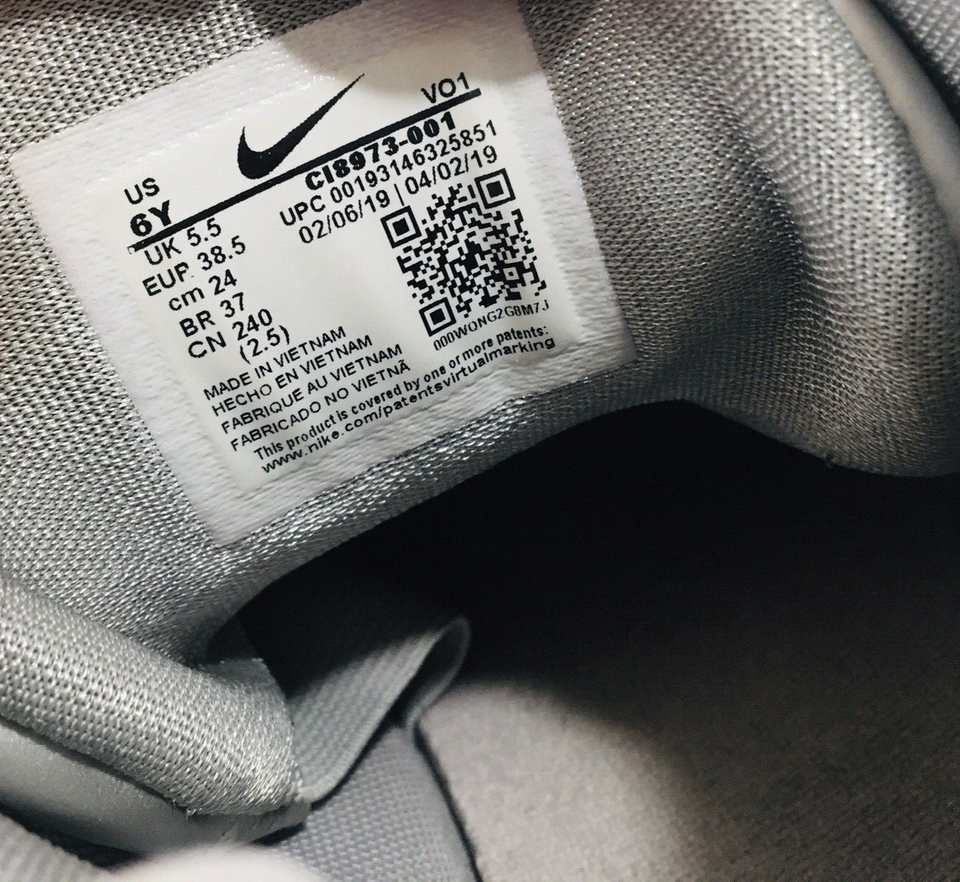 VO1
CI8973-001
UPC 00193146325851
02/06/19 | 04/02/19
US
6Y
UK 5.5
EUR 38.5
cm 24
BR 37
CN 240
(2.5)
000WONG2GBM7J
MADE IN VIETNAM
HECHO EN VIETNAM
FABRIQUE AU VIETNAM
FABRICADO NO VIETNÃ
This product is covered by one or more patents:
www.nike.com/patentsvirtualmarking